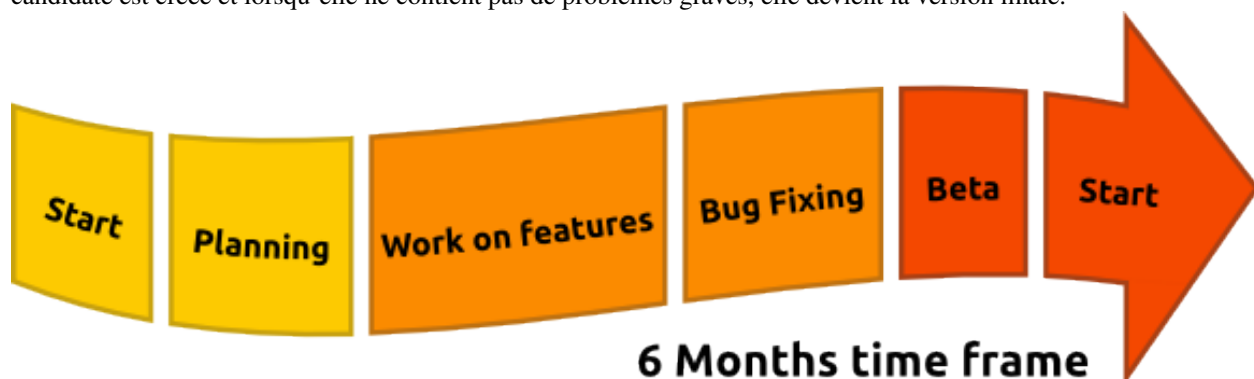 candidate est créée et lorsqu'elle ne contient pas de problèmes graves, elle devient la version finale.
Start
Planning
Work on features
Bug Fixing
Beta
Start
6 Months time frame